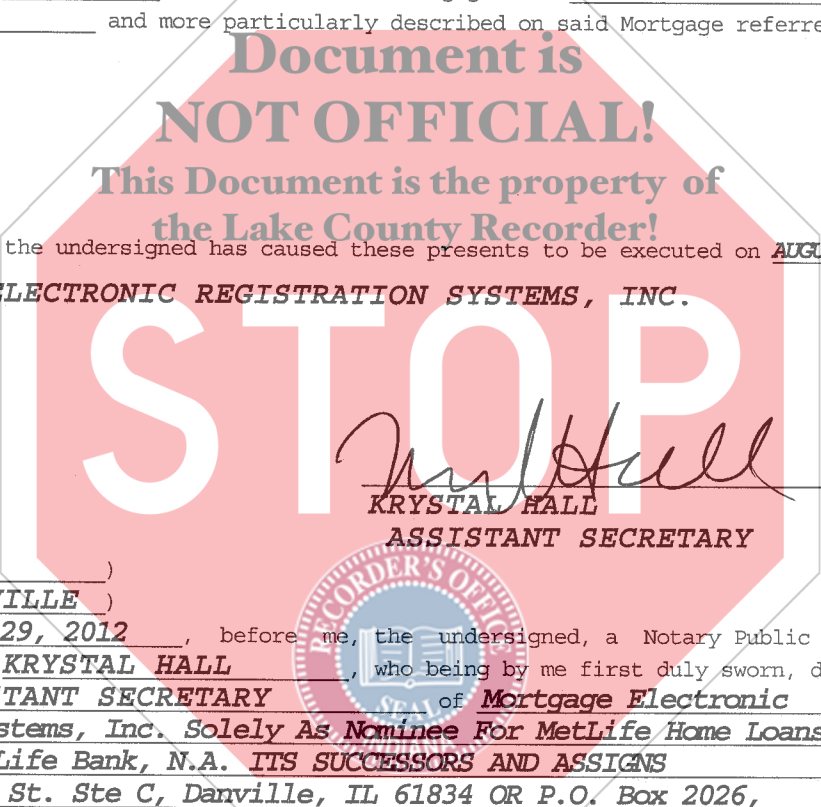 and more particularly described on said Mortgage referre
Document is
NOT OFFICIAL!
This Document is the property of
the Lake County Recorder!
the undersigned has caused these presents to be executed on AUGU
ELECTRONIC REGISTRATION SYSTEMS, INC.
STOP
KRYSTAL HALL
ASSISTANT SECRETARY
)
VILLE )
RECORDER'S OFFICE
29, 2012 , before me, the undersigned, a Notary Public
KRYSTAL HALL , who being by me first duly sworn, d
TANT SECRETARY of Mortgage Electronic
SEAL
stems, Inc. Solely As Nominee For MetLife Home Loans
INDIANA
Life Bank, N.A. ITS SUCCESSORS AND ASSIGNS
St. Ste C, Danville, IL 61834 OR P.O. Box 2026,